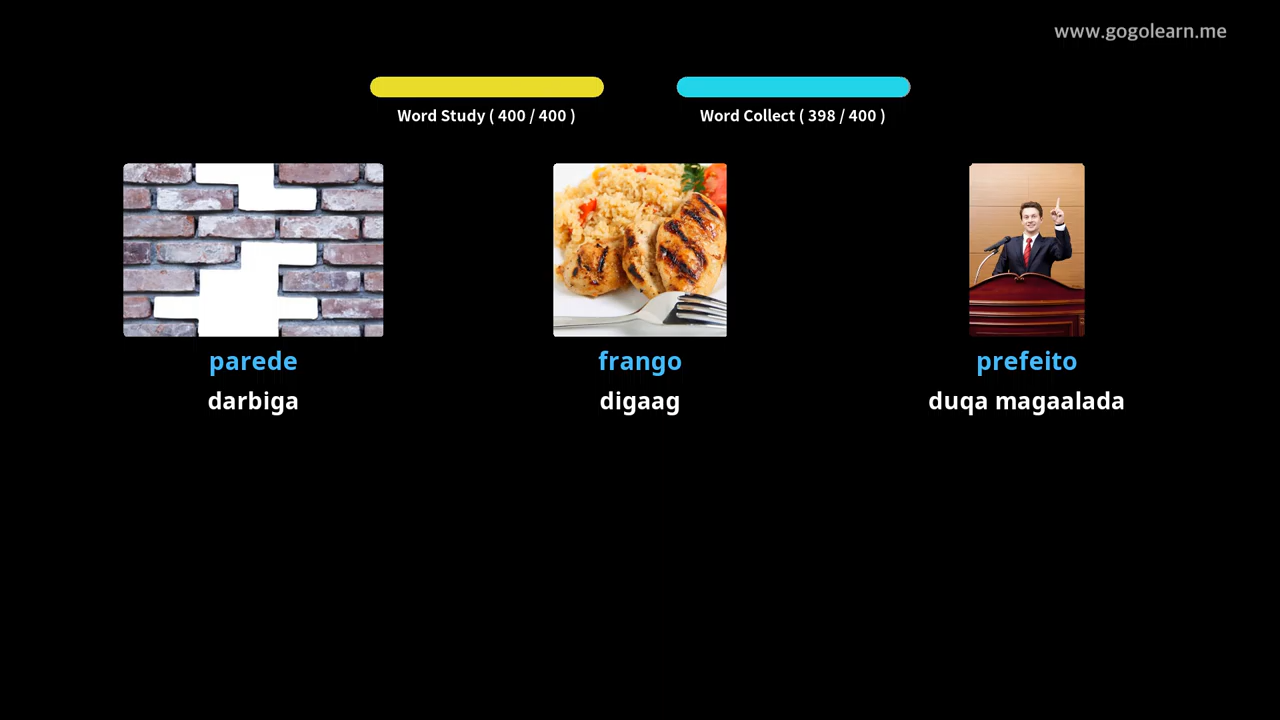 www.gogolearn.me
Word Study ( 400 / 400 )
Word Collect ( 398 / 400 )
parede
darbiga
frango
digaag
prefeito
duqa magaalada